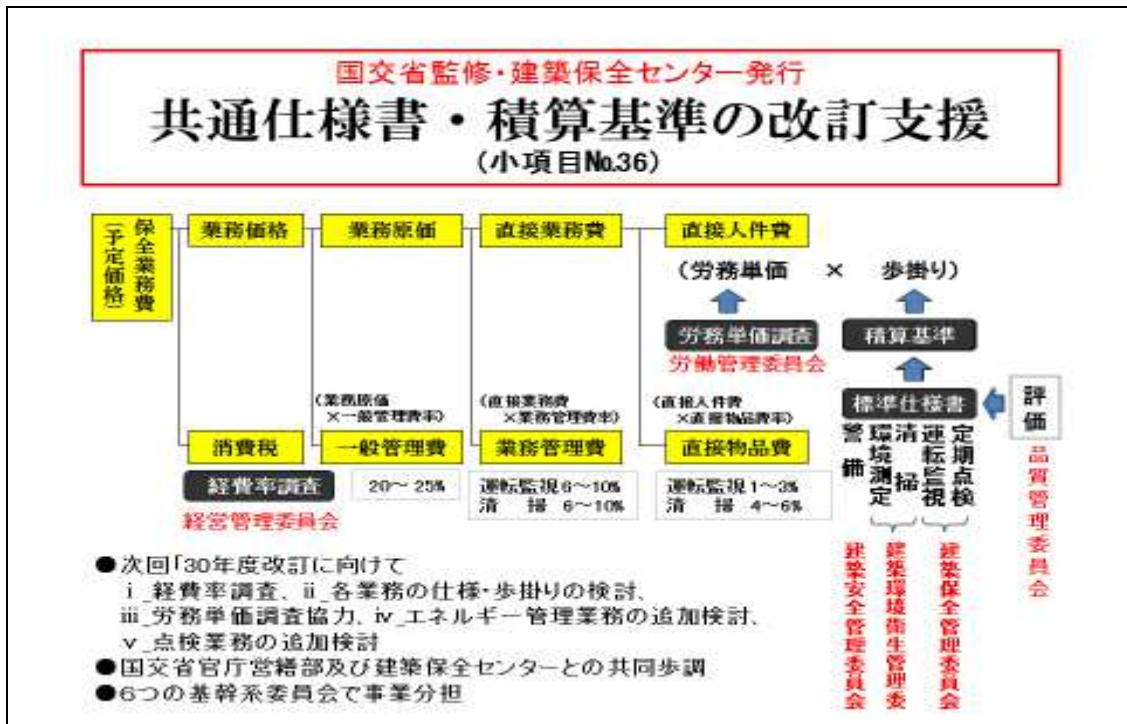 国交省監修・建築保全センター発行
共通仕様書・積算基準の改訂支援
(小項目№36)
保全業務費
(予定価格)
業務価格
業務原価
直接業務費
直接人件費
(労務単価 × 歩掛り)
労務単価調査
労働管理委員会
積算基準
標準仕様書
評価
品質管理委員会
(業務原価
×一般管理費率)
(直接業務費
×業務管理費率)
(直接人件費
×直接物品費率)
消費税
一般管理費
業務管理費
直接物品費
経費率調査
経営管理委員会
20~25%
運転監視6~10%
清 掃 6~10%
運転監視1~3%
清 掃 4~6%
定期点検
運転監視
清 掃
環境測定
警 備
建築保全管理委員会
建築環境衛生管理委
建築安全管理委員会
●次回「30年度改訂に向けて
ⅰ_経費率調査、ⅱ_各業務の仕様・歩掛りの検討、
ⅲ_労務単価調査協力、ⅳ_エネルギー管理業務の追加検討、
ⅴ_点検業務の追加検討
●国交省官庁営繕部及び建築保全センターとの共同歩調
●6つの基幹系委員会で事業分担